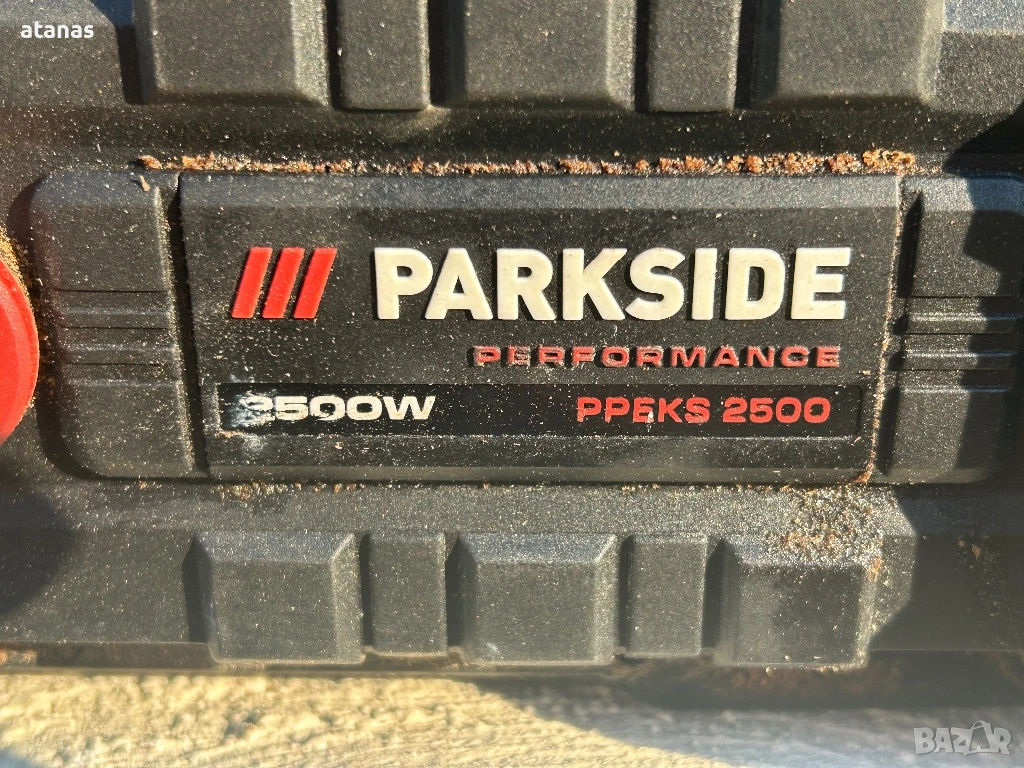 atanas
PARKSIDE
PERFORMANCE
2500W PPEKS 2500
BAZAR